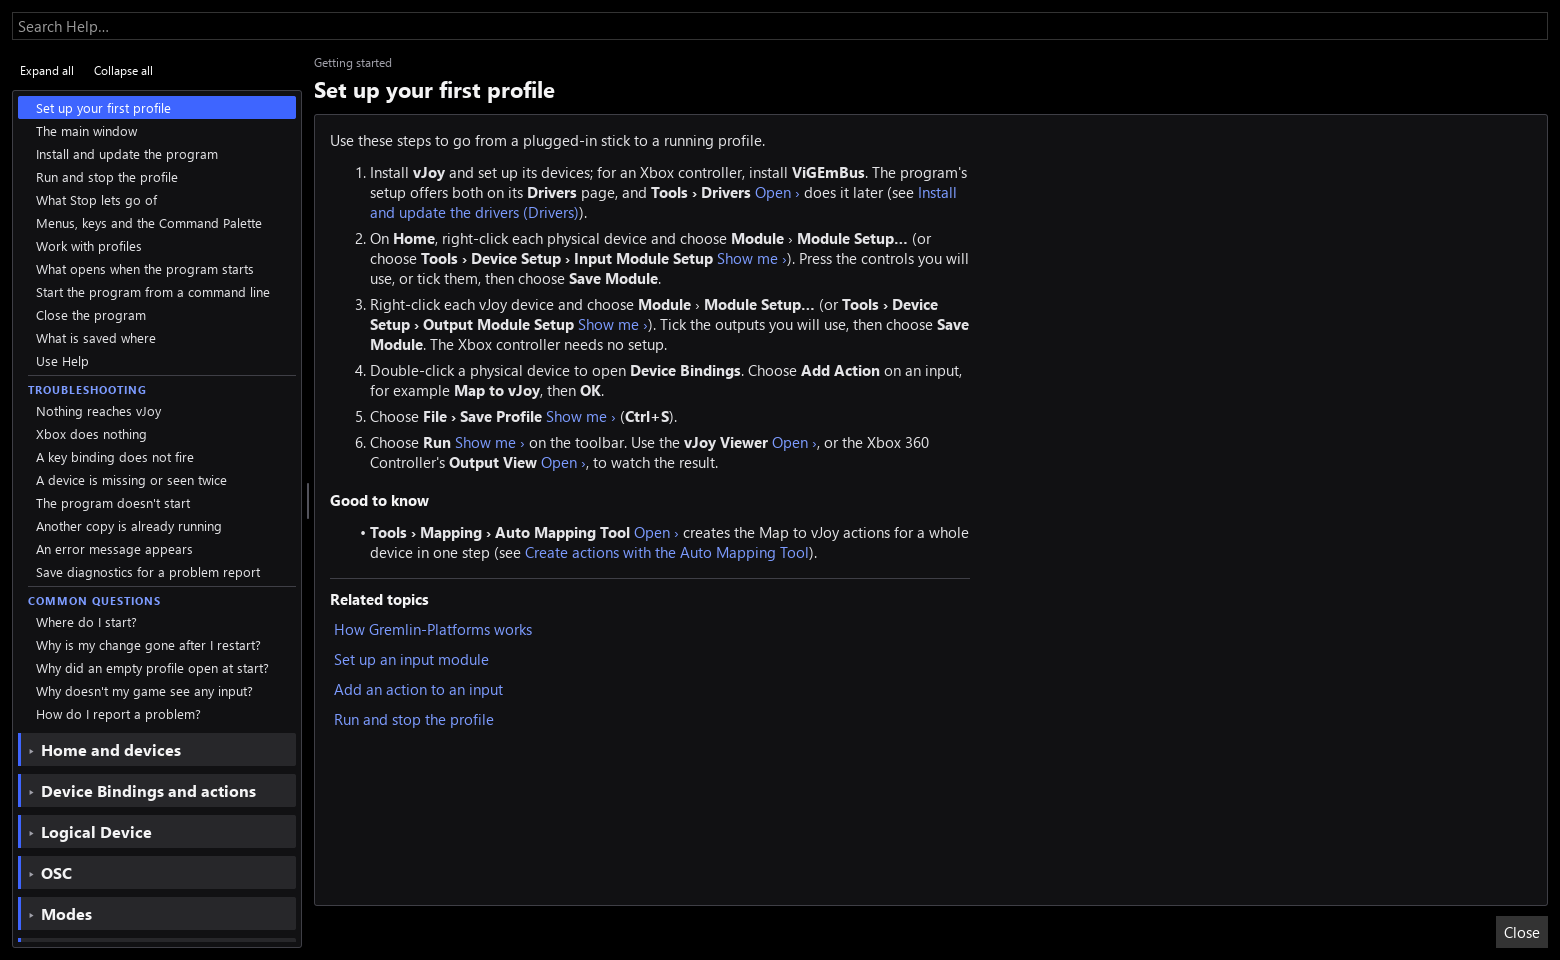 Search Help...
Expand all
Collapse all
Set up your first profile
The main window
Install and update the program
Run and stop the profile
What Stop lets go of
Menus, keys and the Command Palette
Work with profiles
What opens when the program starts
Start the program from a command line
Close the program
What is saved where
Use Help
TROUBLESHOOTING
Nothing reaches vJoy
Xbox does nothing
A key binding does not fire
A device is missing or seen twice
The program doesn't start
Another copy is already running
An error message appears
Save diagnostics for a problem report
COMMON QUESTIONS
Where do I start?
Why is my change gone after I restart?
Why did an empty profile open at start?
Why doesn't my game see any input?
How do I report a problem?
Home and devices
Device Bindings and actions
Logical Device
OSC
Modes
Getting started
Set up your first profile
Use these steps to go from a plugged-in stick to a running profile.
1. Install vJoy and set up its devices; for an Xbox controller, install ViGEmBus. The program's
setup offers both on its Drivers page, and Tools › Drivers Open › does it later (see Install
and update the drivers (Drivers)).
2. On Home, right-click each physical device and choose Module › Module Setup... (or
choose Tools › Device Setup › Input Module Setup Show me ›). Press the controls you will
use, or tick them, then choose Save Module.
3. Right-click each vJoy device and choose Module › Module Setup... (or Tools › Device
Setup › Output Module Setup Show me ›). Tick the outputs you will use, then choose Save
Module. The Xbox controller needs no setup.
4. Double-click a physical device to open Device Bindings. Choose Add Action on an input,
for example Map to vJoy, then OK.
5. Choose File › Save Profile Show me › (Ctrl+S).
6. Choose Run Show me › on the toolbar. Use the vJoy Viewer Open ›, or the Xbox 360
Controller's Output View Open ›, to watch the result.
Good to know
• Tools › Mapping › Auto Mapping Tool Open › creates the Map to vJoy actions for a whole
device in one step (see Create actions with the Auto Mapping Tool).
Related topics
How Gremlin-Platforms works
Set up an input module
Add an action to an input
Run and stop the profile
Close